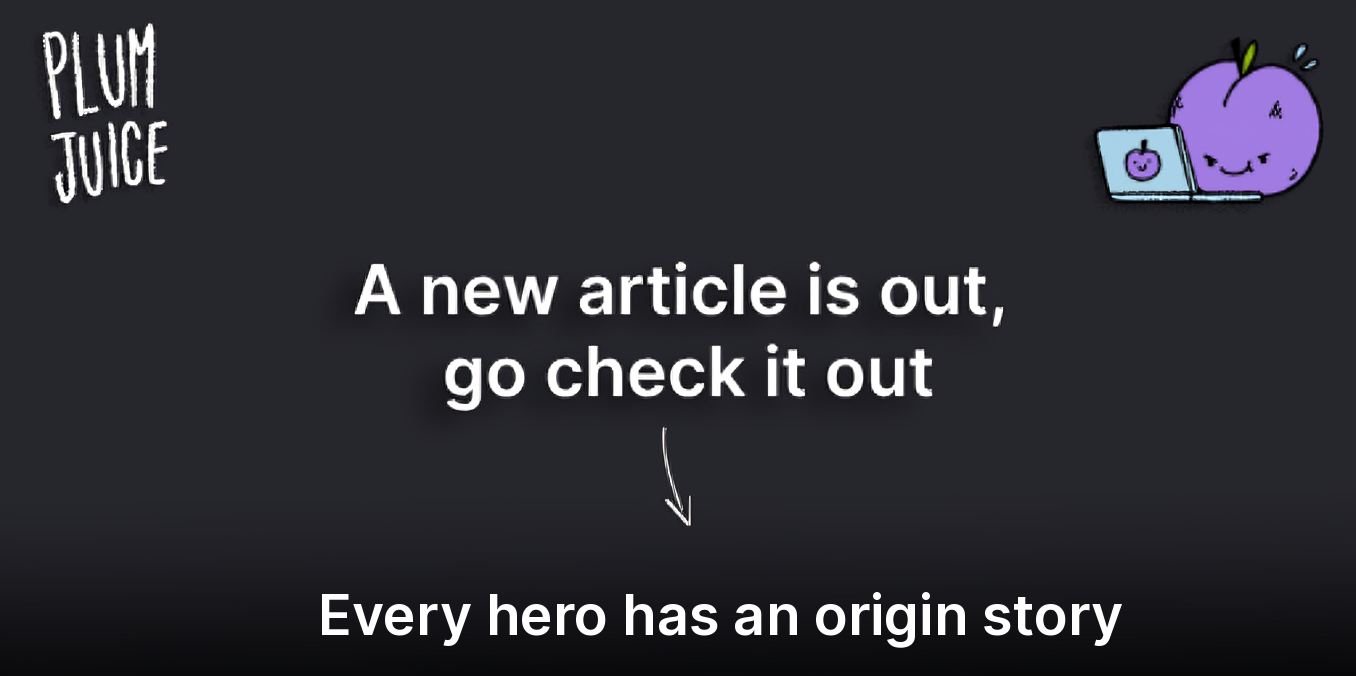 PLUM
JUICE
A new article is out,
go check it out
Every hero has an origin story